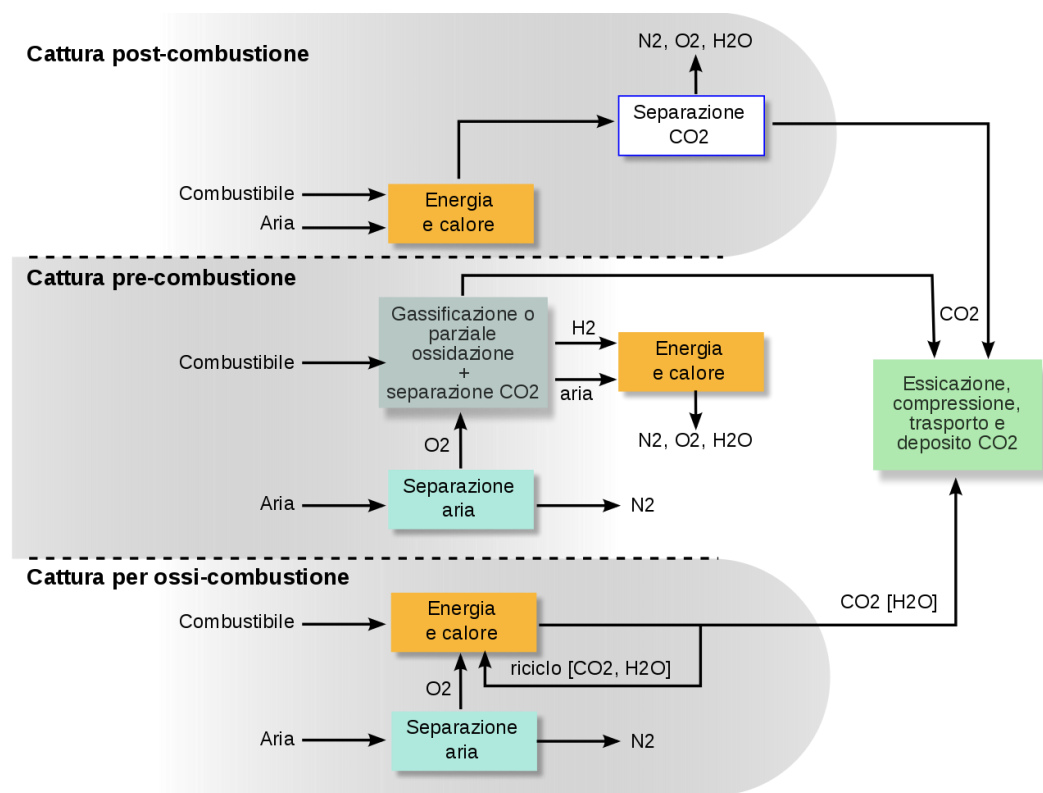 Cattura post-combustione
N2, O2, H2O
Separazione
CO2
Combustibile
Aria
Energia
e calore
Cattura pre-combustione
Gassificazione o
parziale
ossidazione
+
separazione CO2
Combustibile
H2
aria
Energia
e calore
N2, O2, H2O
CO2
Essicazione,
compressione,
trasporto e
deposito CO2
O2
Aria
Separazione
aria
N2
Cattura per ossi-combustione
Combustibile
Energia
e calore
CO2 [H2O]
riciclo [CO2, H2O]
O2
Aria
Separazione
aria
N2